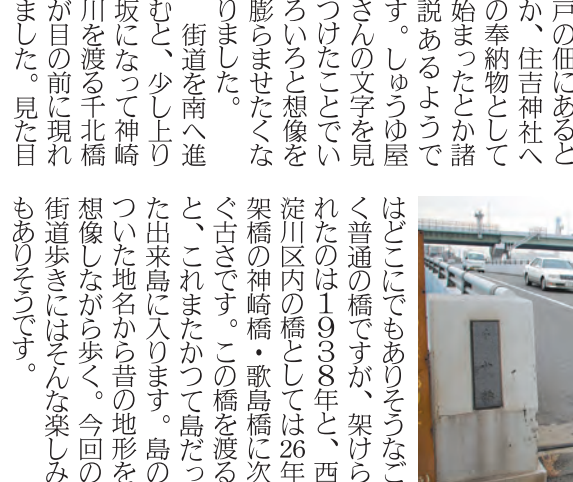 戸の佃にあると
か、住吉神社へ
の奉納物として
始まったとか諸
説あるようで
す。しゅうゆ屋
さんの文字を見
つけたことでい
ろいろと想像を
膨らませたくな
りました。
街道を南へ進
むと、少し上り
坂になって神崎
川を渡る千北橋
が目の前に現れ
ました。見た目
はどこにでもありそうなご
く普通の橋ですが、架けら
れたのは1938年と、西
淀川区内の橋としては26年
架橋の神崎橋・歌島橋に次
ぐ古さです。この橋を渡る
と、これまたかつて島だっ
た出来島に入ります。島の
ついた地名から昔の地形を
想像しながら歩く。今回の
街道歩きにはそんな楽しみ
もありそうです。
千北橋